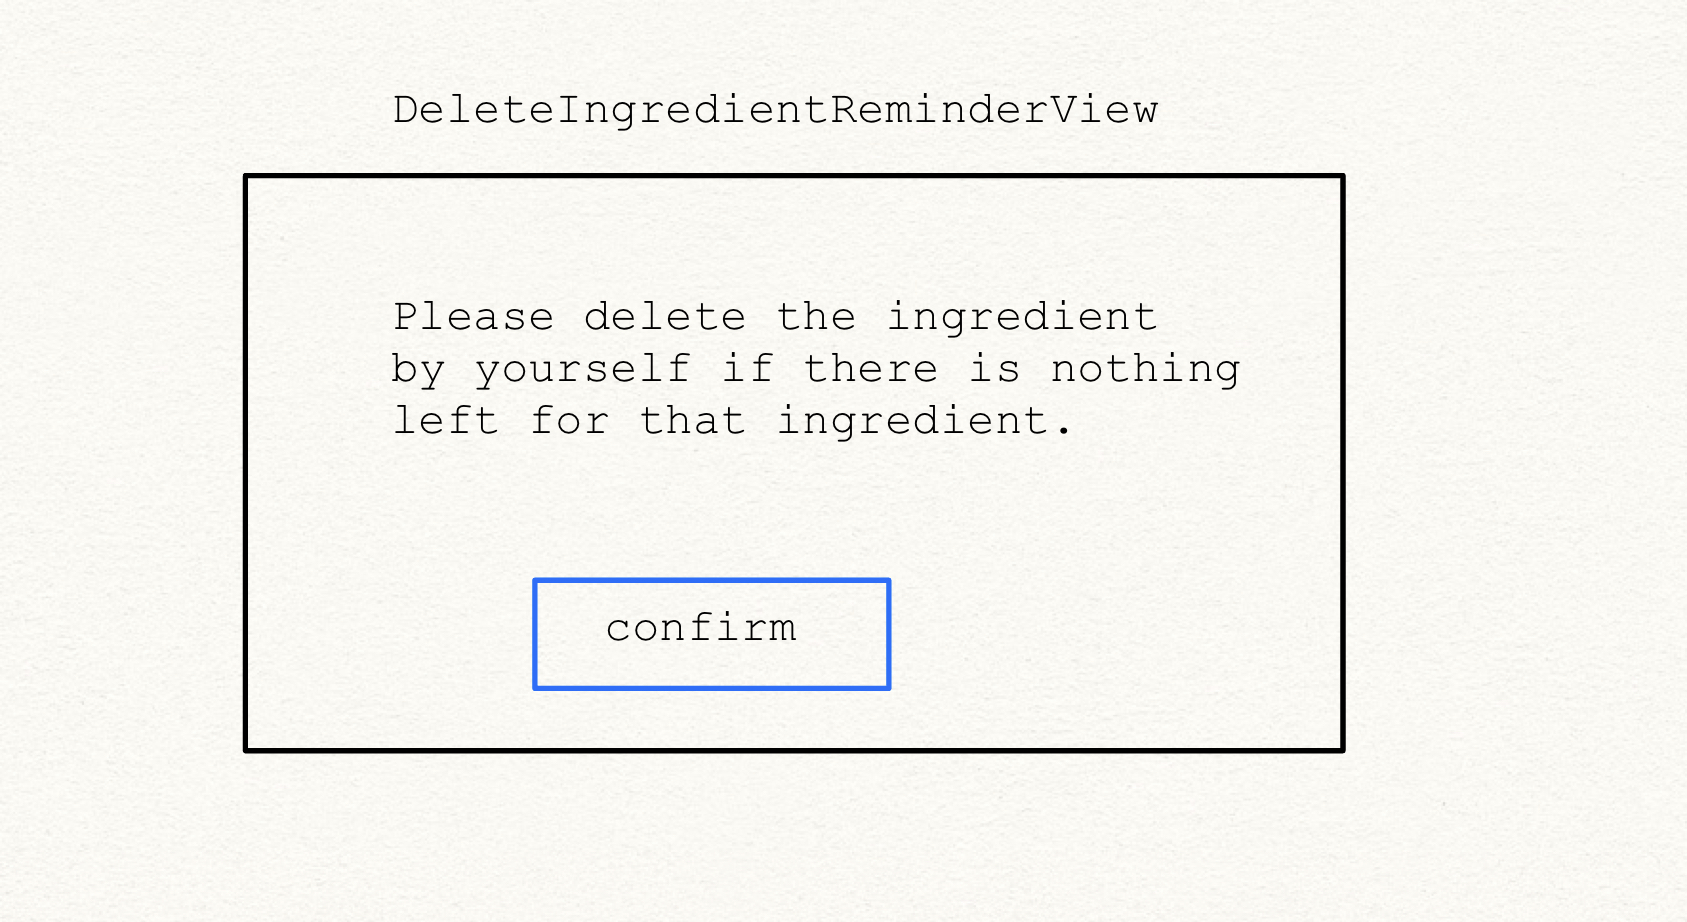 DeleteIngredientReminderView
Please delete the ingredient
by yourself if there is nothing
left for that ingredient.
confirm